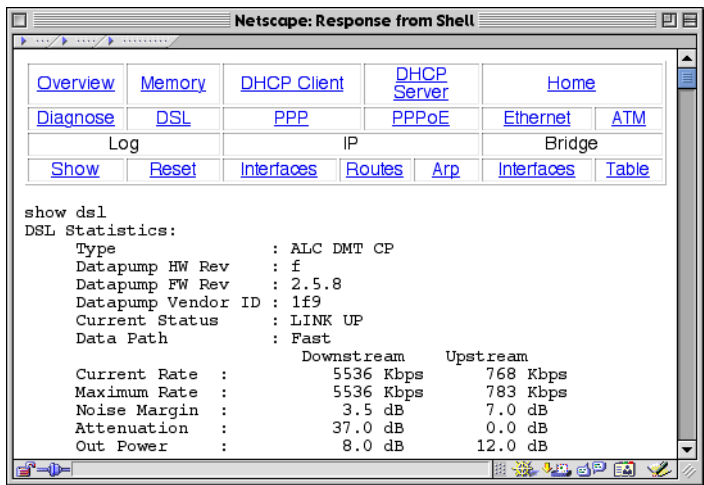 Netscape: Response from Shell
Overview Memory DHCP Client DHCP Server Home
Diagnose DSL PPP PPPoE Ethernet ATM
Log IP Bridge
Show Reset Interfaces Routes Arp Interfaces Table
show dsl
DSL Statistics:
Type : ALC DMT CP
Datapump HW Rev : f
Datapump FW Rev : 2.5.8
Datapump Vendor ID : 1f9
Current Status : LINK UP
Data Path : Fast
Downstream Upstream
Current Rate : 5536 Kbps 768 Kbps
Maximum Rate : 5536 Kbps 783 Kbps
Noise Margin : 3.5 dB 7.0 dB
Attenuation : 37.0 dB 0.0 dB
Out Power : 8.0 dB 12.0 dB